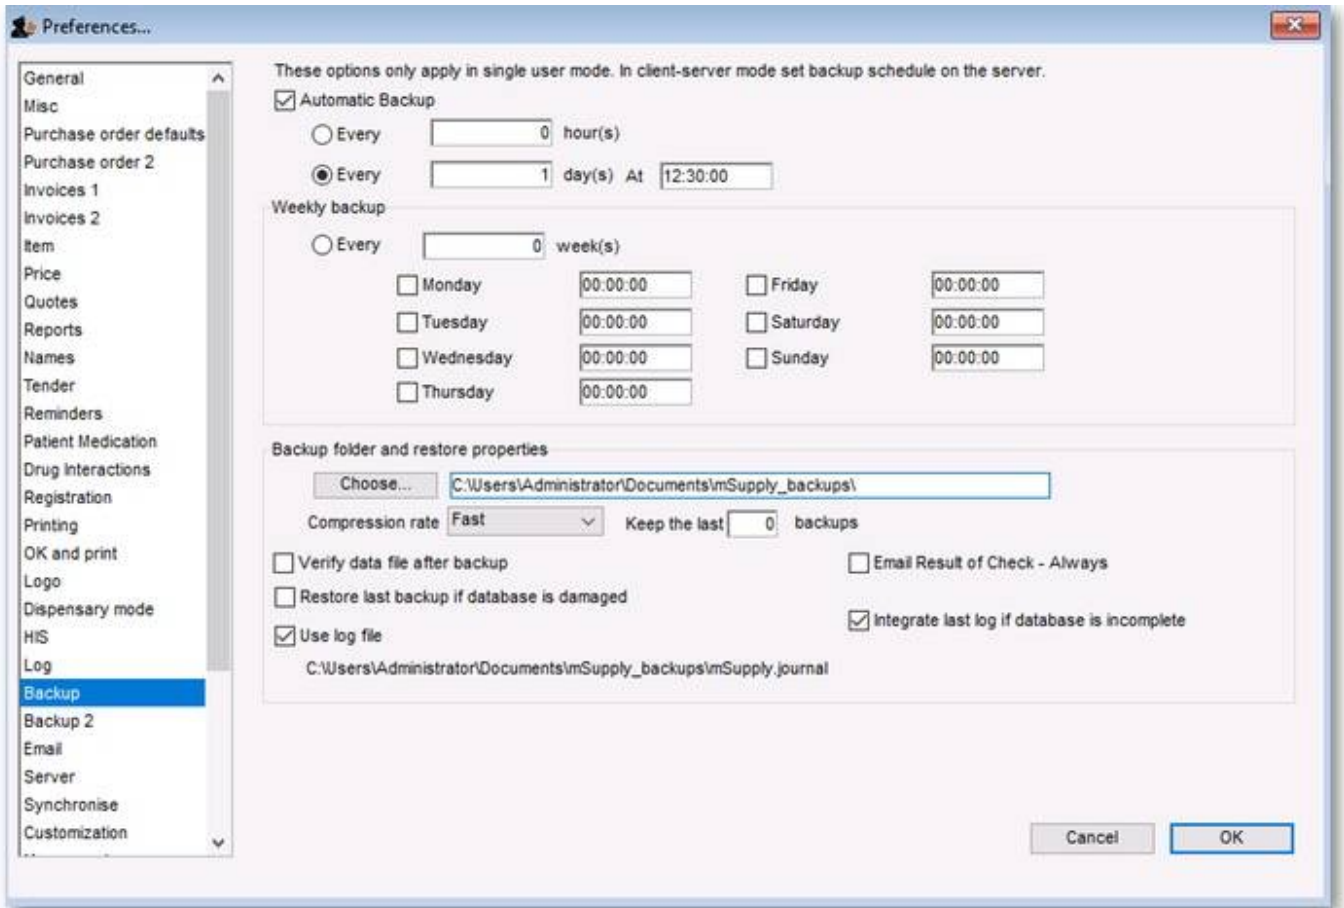 Preferences...
General
Misc
Purchase order defaults
Purchase order 2
Invoices 1
Invoices 2
Item
Price
Quotes
Reports
Names
Tender
Reminders
Patient Medication
Drug Interactions
Registration
Printing
OK and print
Logo
Dispensary mode
HIS
Log
Backup
Backup 2
Email
Server
Synchronise
Customization
These options only apply in single user mode. In client-server mode set backup schedule on the server.
Automatic Backup
Every 0 hour(s)
Every 1 day(s) At 12:30:00
Weekly backup
Every 0 week(s)
Monday 00:00:00 Friday 00:00:00
Tuesday 00:00:00 Saturday 00:00:00
Wednesday 00:00:00 Sunday 00:00:00
Thursday 00:00:00
Backup folder and restore properties
Choose... C:\Users\Administrator\Documents\mSupply_backups\
Compression rate Fast Keep the last 0 backups
Verify data file after backup Email Result of Check - Always
Restore last backup if database is damaged
Integrate last log if database is incomplete
Use log file
C:\Users\Administrator\Documents\mSupply_backups\mSupply.journal
Cancel OK